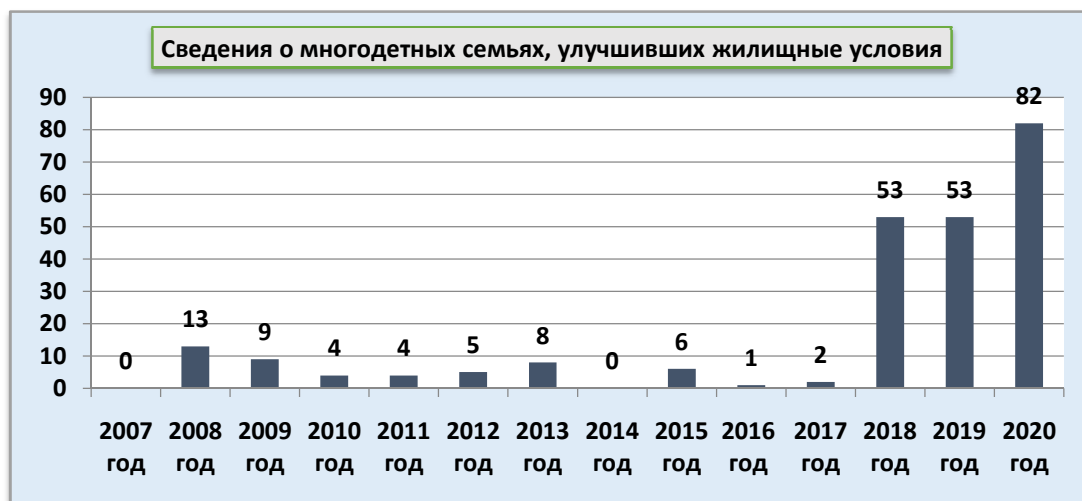 Сведения о многодетных семьях, улучшивших жилищные условия
90
80
70
60
50
40
30
20
10
0
0
13
9
4
4
5
8
0
6
1
2
53
53
82
2007 год
2008 год
2009 год
2010 год
2011 год
2012 год
2013 год
2014 год
2015 год
2016 год
2017 год
2018 год
2019 год
2020 год